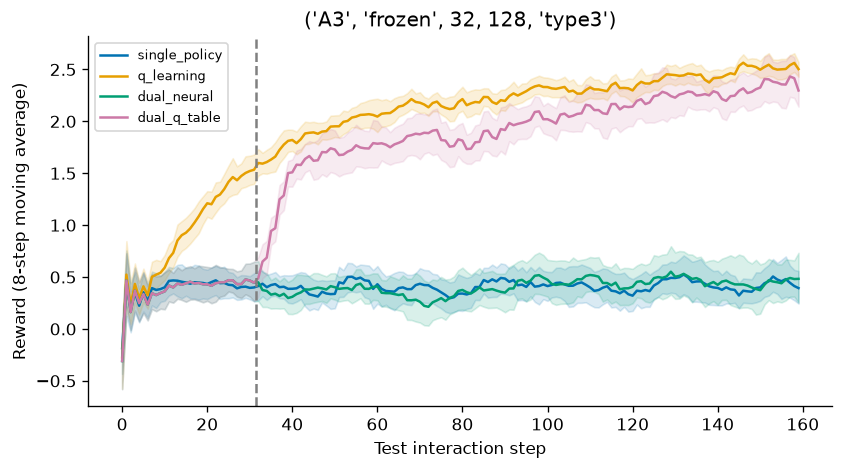 ('A3', 'frozen', 32, 128, 'type3')
single_policy
q_learning
dual_neural
dual_q_table
Reward (8-step moving average)
2.5
2.0
1.5
1.0
0.5
0.0
−0.5
0 20 40 60 80 100 120 140 160
Test interaction step